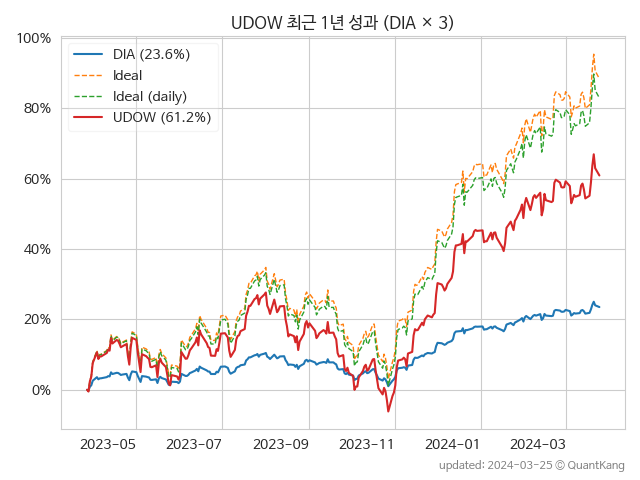 UDOW 최근 1년 성과 (DIA × 3)
100%
80%
60%
40%
20%
0%
DIA (23.6%)
Ideal
Ideal (daily)
UDOW (61.2%)
2023-05
2023-07
2023-09
2023-11
2024-01
2024-03
updated: 2024-03-25 ⓒ QuantKang